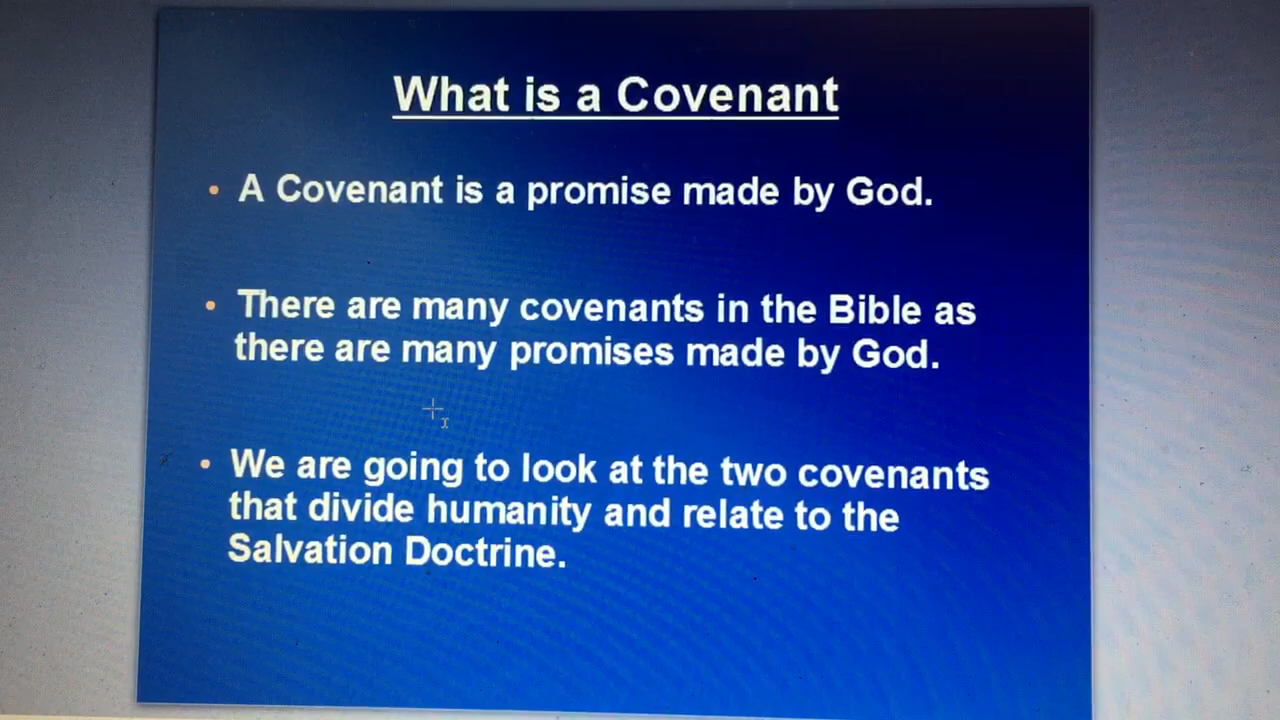 What is a Covenant
• A Covenant is a promise made by God.
• There are many covenants in the Bible as
there are many promises made by God.
• We are going to look at the two covenants
that divide humanity and relate to the
Salvation Doctrine.